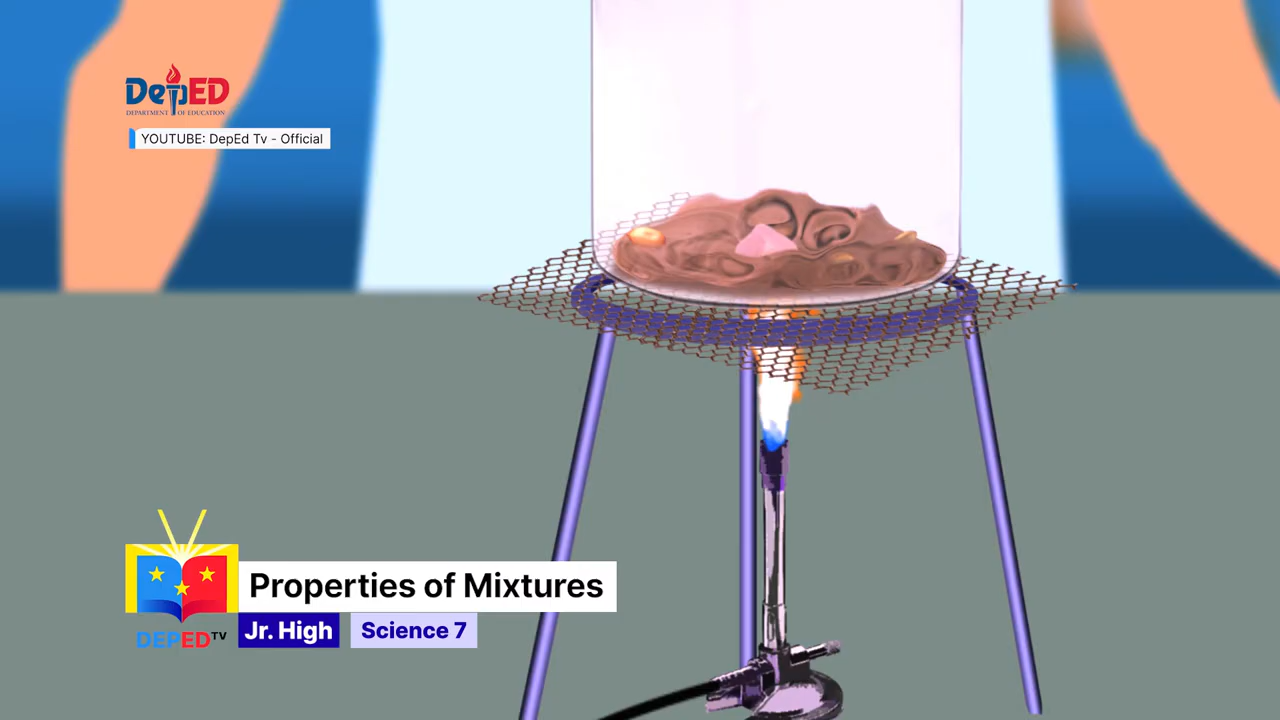 DepED
DEPARTMENT OF EDUCATION
YOUTUBE: DepEd Tv - Official
Properties of Mixtures
Jr. High
Science 7
DEPED TV